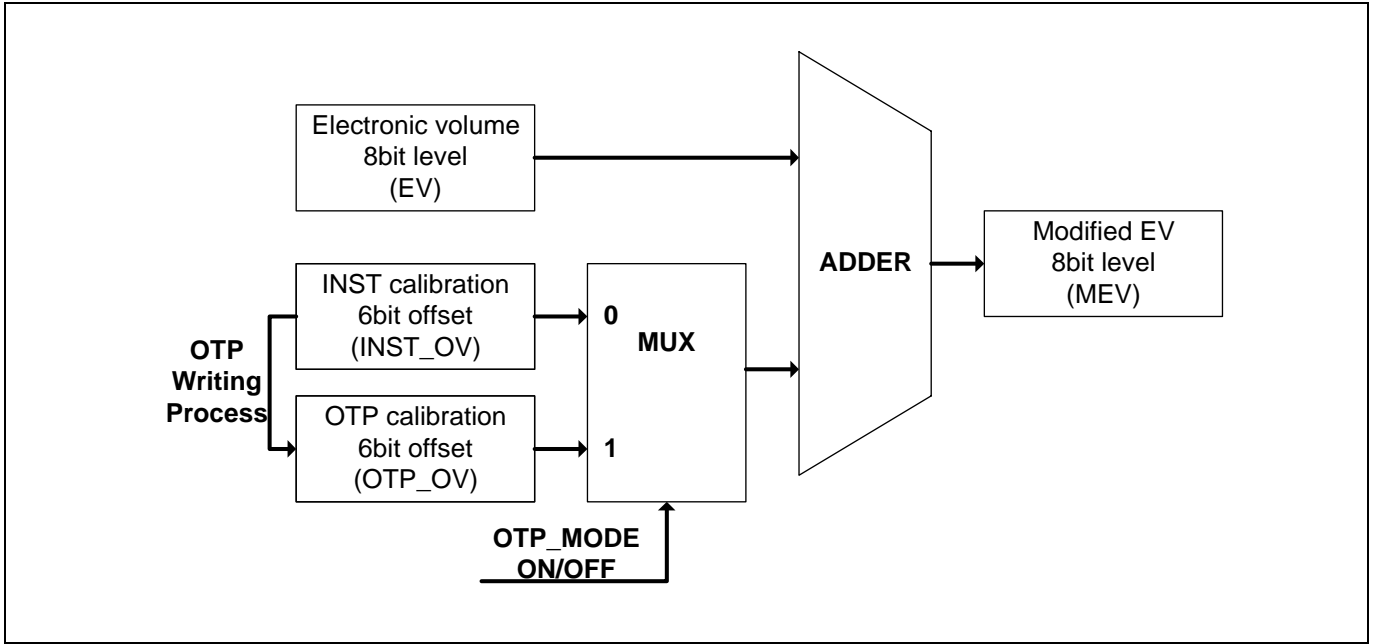 Electronic volume
8bit level
(EV)
INST calibration
6bit offset
(INST_OV)
OTP
Writing
Process
OTP calibration
6bit offset
(OTP_OV)
0
MUX
1
OTP_MODE
ON/OFF
ADDER
Modified EV
8bit level
(MEV)